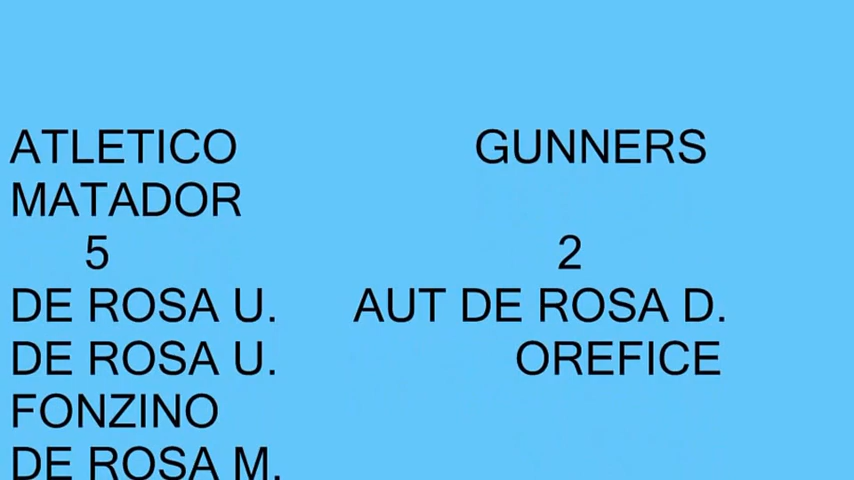 ATLETICO GUNNERS
MATADOR
5 2
DE ROSA U. AUT DE ROSA D.
DE ROSA U. OREFICE
FONZINO
DE ROSA M.